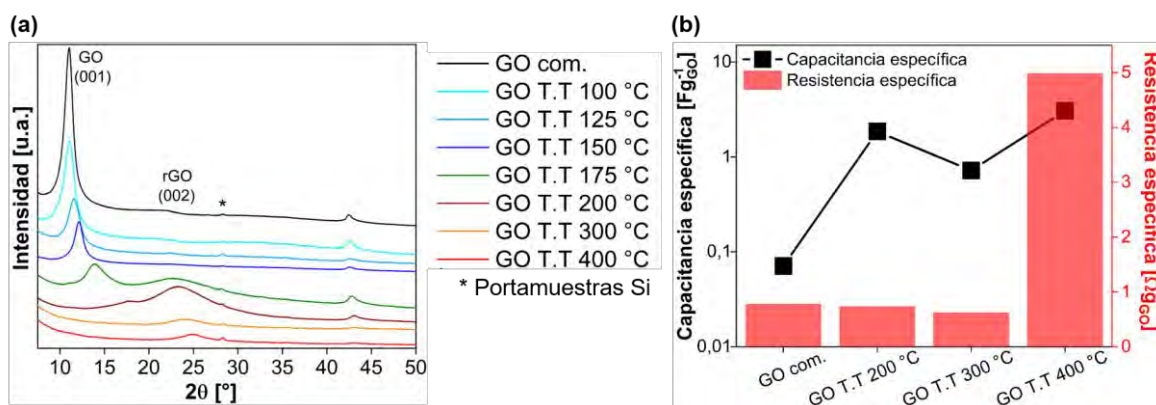 (a)
GO
(001)
rGO
(002)
*
Intensidad [u.a.]
10 15 20 25 30 35 40 45 50
2θ [°]
GO com.
GO T.T 100 °C
GO T.T 125 °C
GO T.T 150 °C
GO T.T 175 °C
GO T.T 200 °C
GO T.T 300 °C
GO T.T 400 °C
* Portamuestras Si
(b)
Capacitancia específica
Resistencia específica
Capacitancia específica [Fg⁻¹GO]
10
1
0,1
0,01
Resistencia específica [ΩgGO]
5
4
3
2
1
0
GO com.
GO T.T 200 °C
GO T.T 300 °C
GO T.T 400 °C